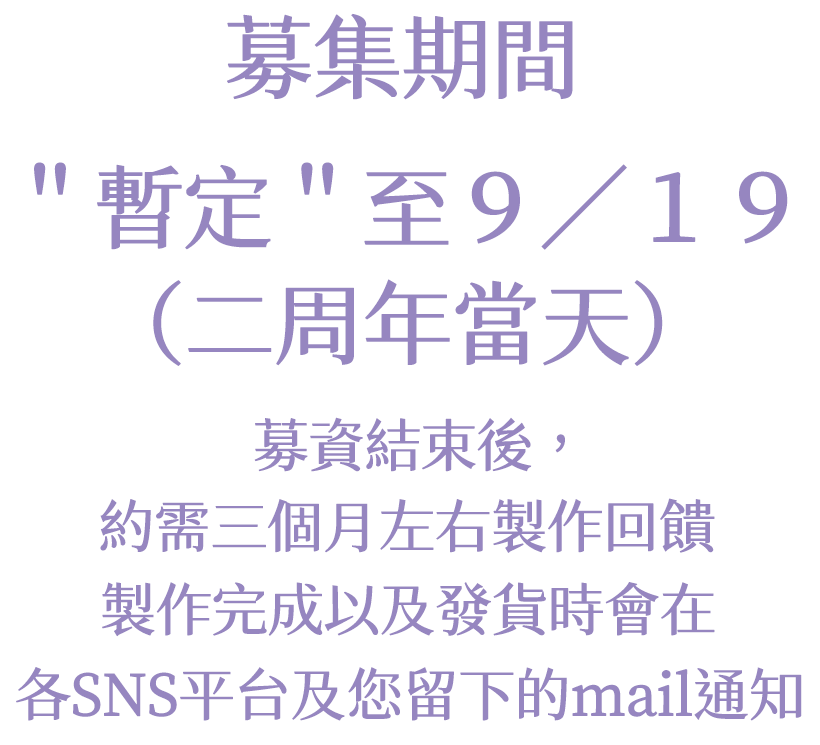 募集期間
"暫定"至９／１９
（二周年當天）
募資結束後，
約需三個月左右製作回饋
製作完成以及發貨時會在
各SNS平台及您留下的mail通知